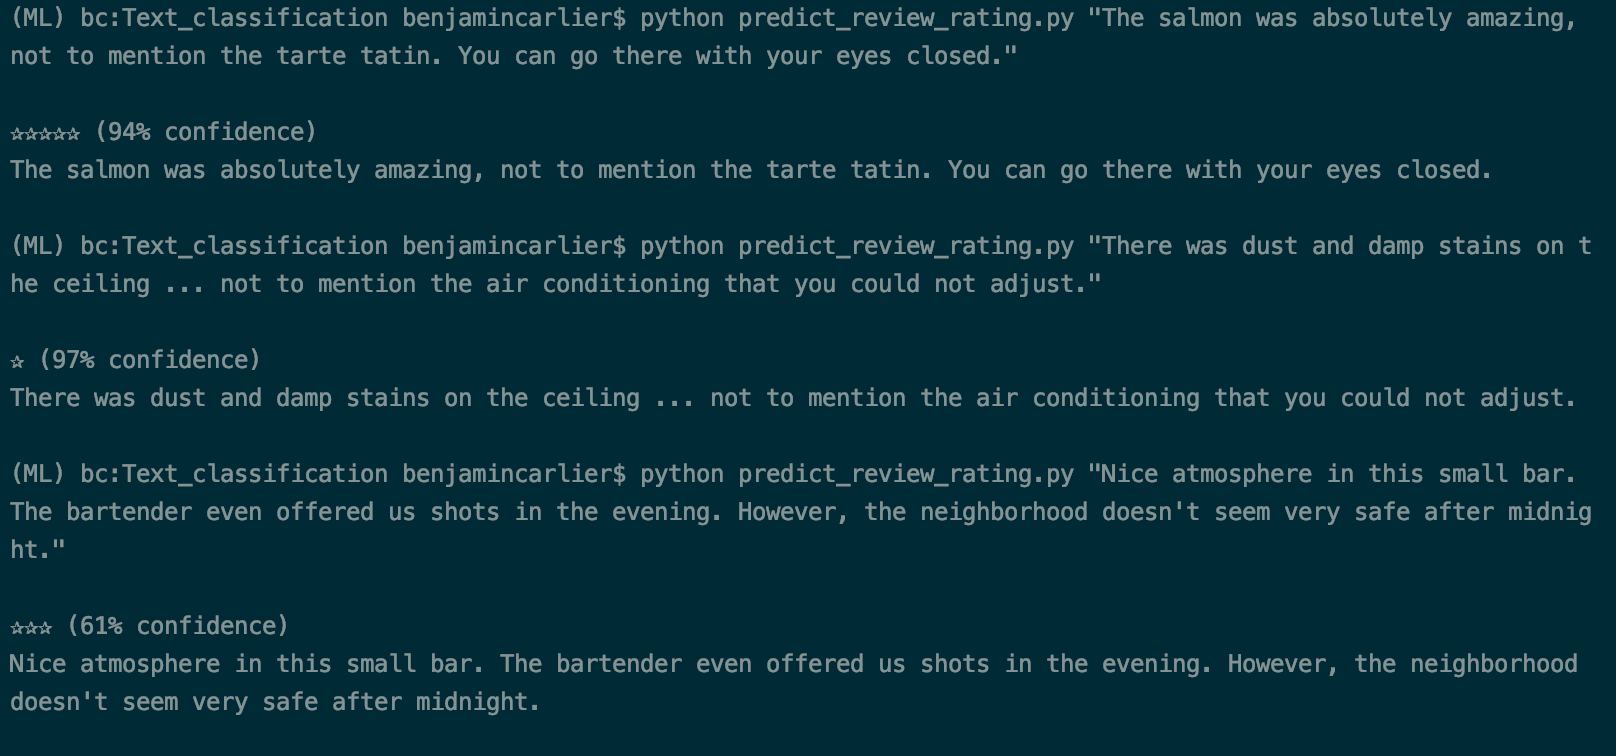 (ML) bc:Text_classification benjamincarlier$ python predict_review_rating.py "The salmon was absolutely amazing,
not to mention the tarte tatin. You can go there with your eyes closed."
☆☆☆☆☆ (94% confidence)
The salmon was absolutely amazing, not to mention the tarte tatin. You can go there with your eyes closed.
(ML) bc:Text_classification benjamincarlier$ python predict_review_rating.py "There was dust and damp stains on t
he ceiling ... not to mention the air conditioning that you could not adjust."
☆ (97% confidence)
There was dust and damp stains on the ceiling ... not to mention the air conditioning that you could not adjust.
(ML) bc:Text_classification benjamincarlier$ python predict_review_rating.py "Nice atmosphere in this small bar.
The bartender even offered us shots in the evening. However, the neighborhood doesn't seem very safe after midnig
ht."
☆☆☆ (61% confidence)
Nice atmosphere in this small bar. The bartender even offered us shots in the evening. However, the neighborhood
doesn't seem very safe after midnight.